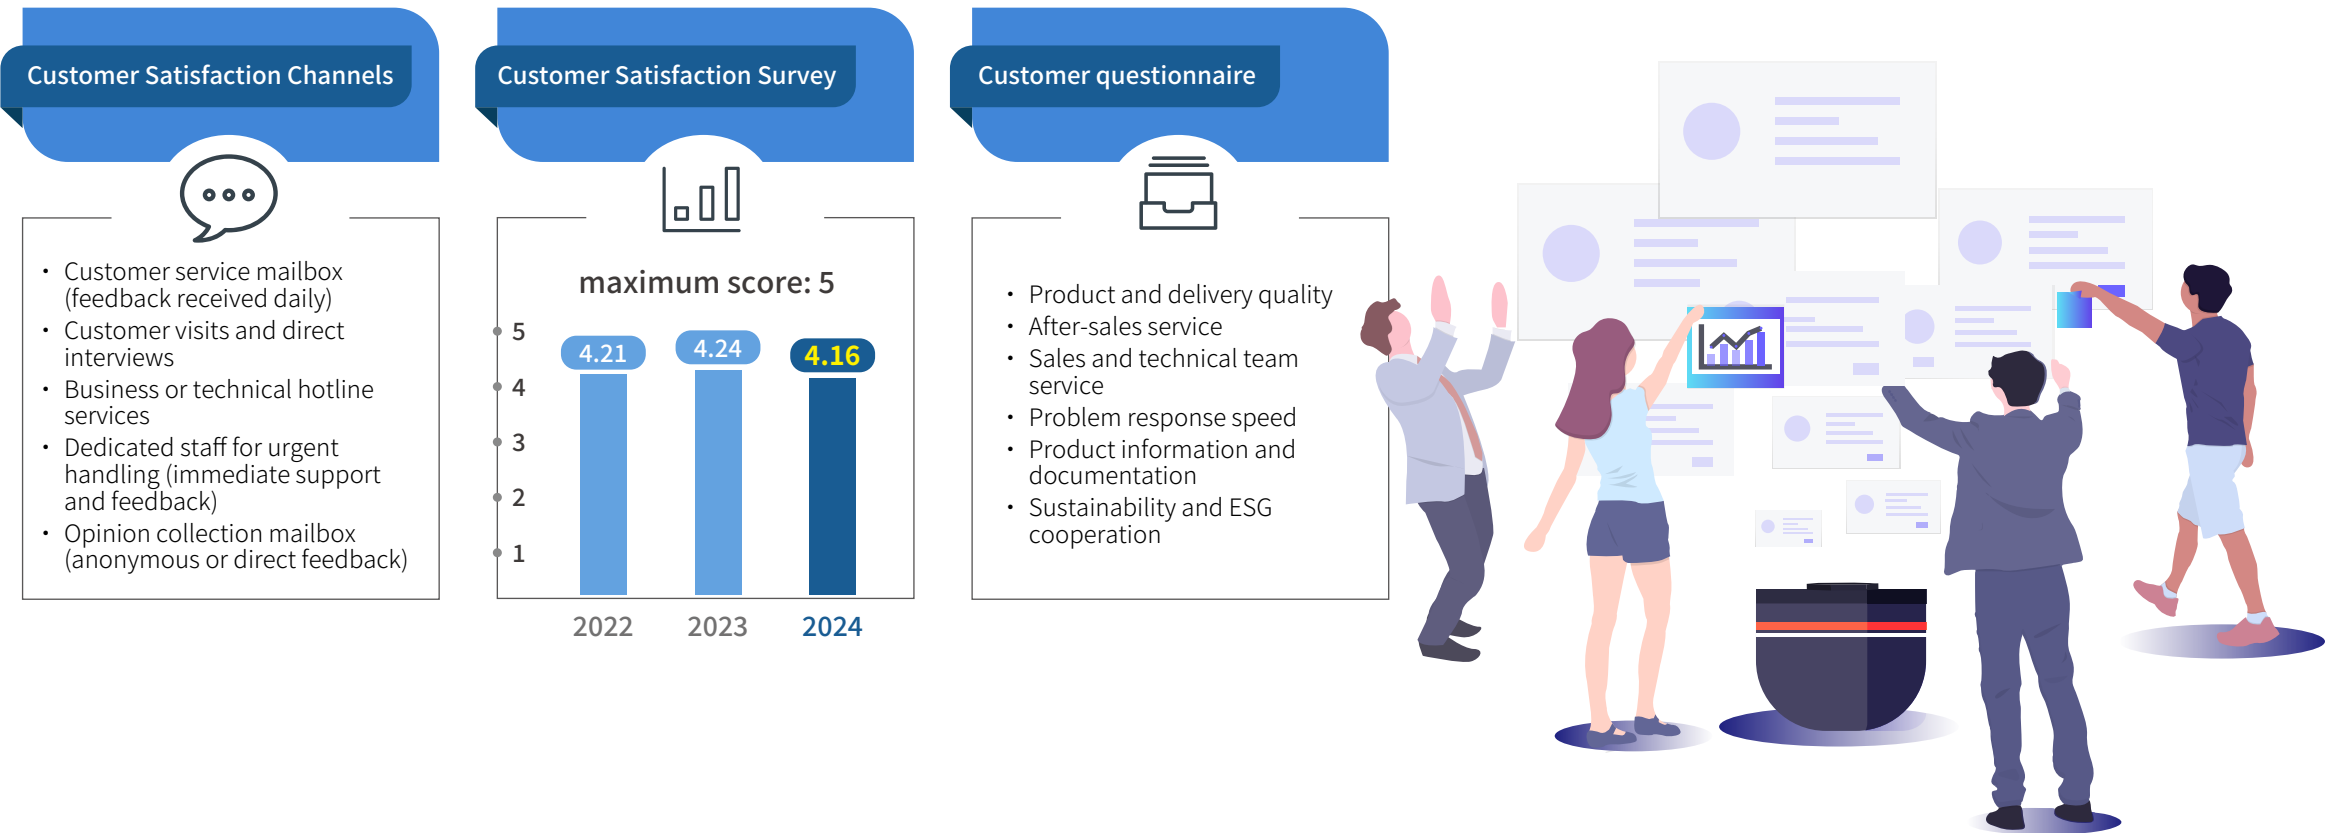 Customer Satisfaction Channels
• Customer service mailbox
(feedback received daily)
• Customer visits and direct
interviews
• Business or technical hotline
services
• Dedicated staff for urgent
handling (immediate support
and feedback)
• Opinion collection mailbox
(anonymous or direct feedback)
Customer Satisfaction Survey
maximum score: 5
5
4
3
2
1
4.21
4.24
4.16
2022
2023
2024
Customer questionnaire
• Product and delivery quality
• After-sales service
• Sales and technical team
service
• Problem response speed
• Product information and
documentation
• Sustainability and ESG
cooperation